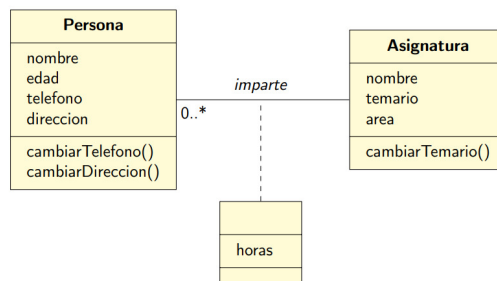 Persona
nombre
edad
telefono
direccion
cambiarTelefono()
cambiarDireccion()
imparte
0..*
Asignatura
nombre
temario
area
cambiarTemario()
horas